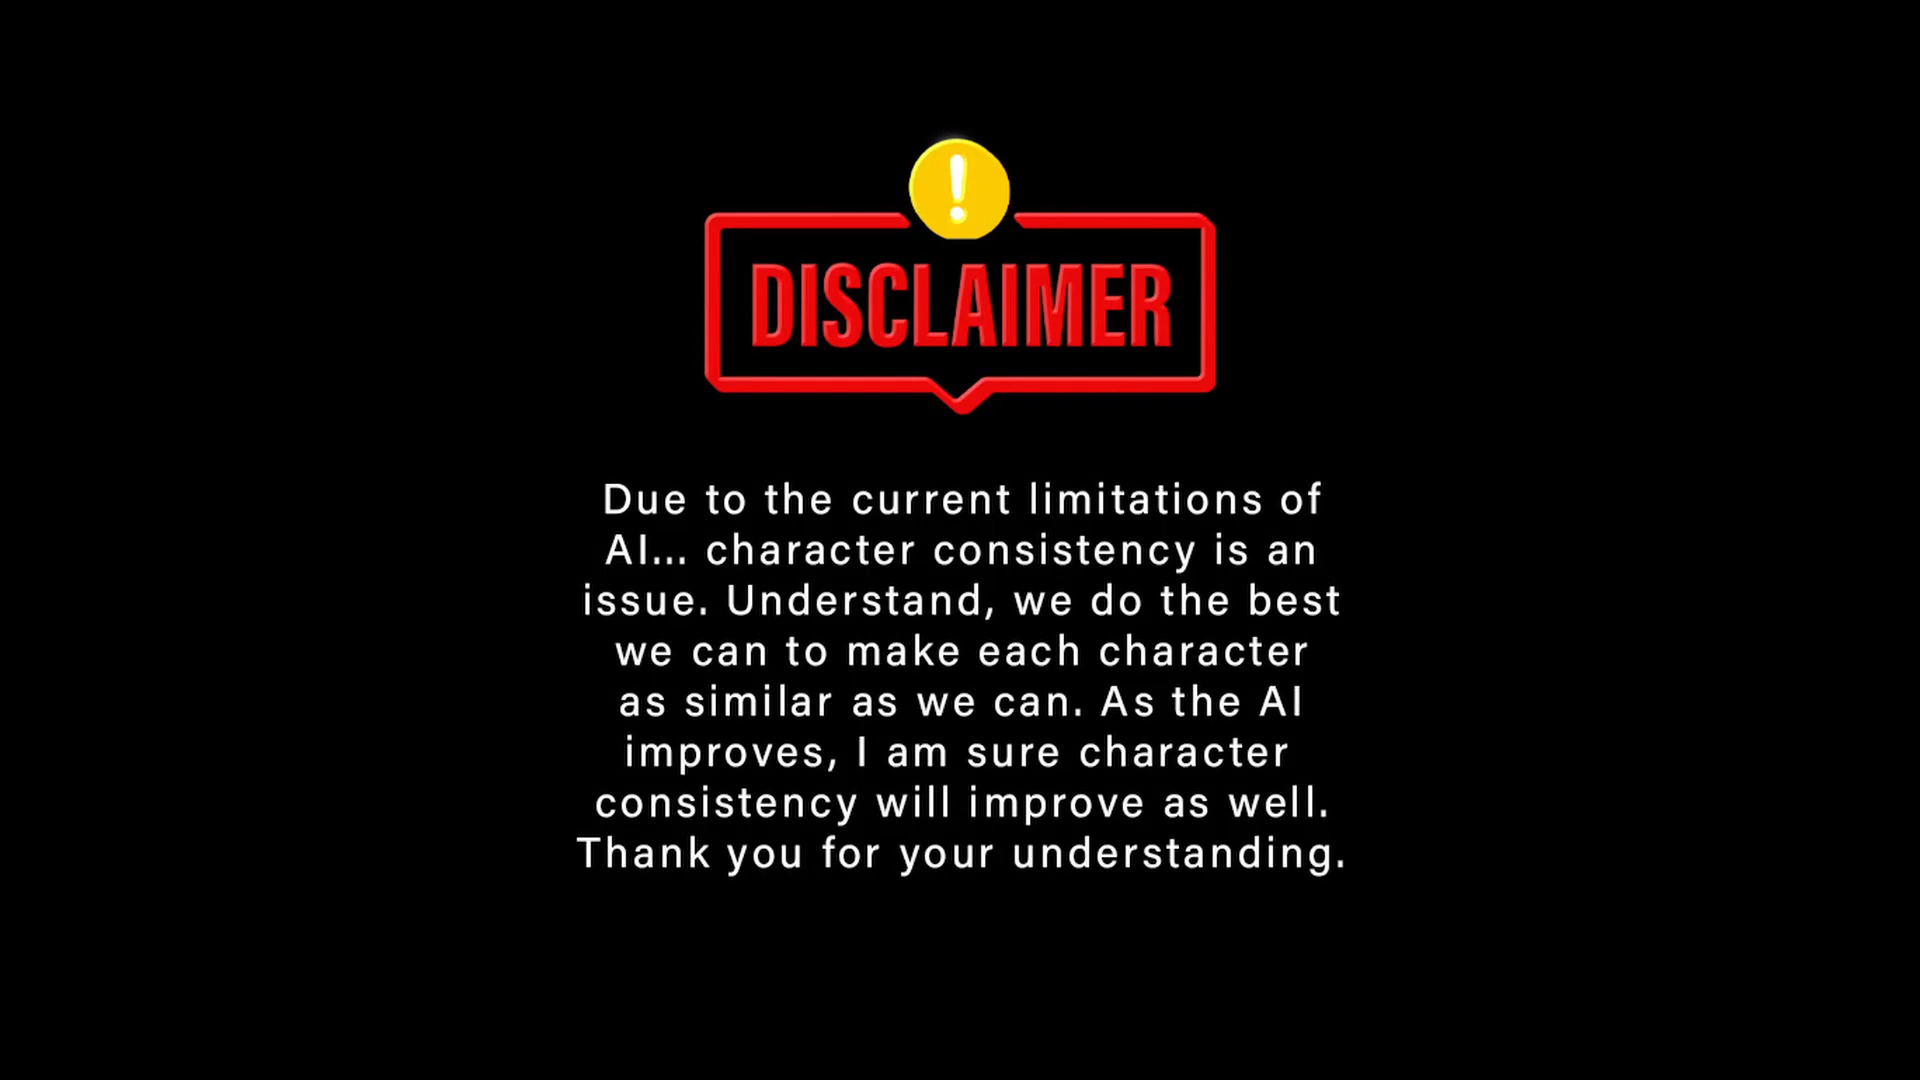 !
DISCLAIMER
Due to the current limitations of
AI... character consistency is an
issue. Understand, we do the best
we can to make each character
as similar as we can. As the AI
improves, I am sure character
consistency will improve as well.
Thank you for your understanding.